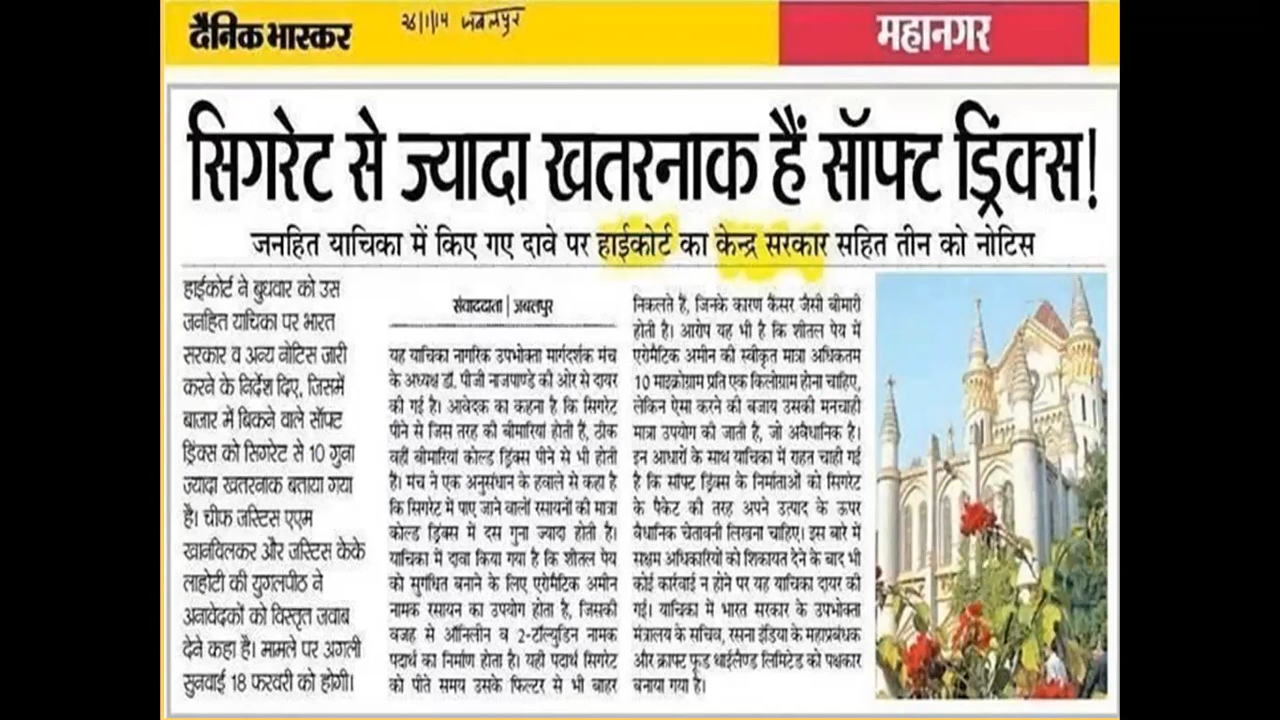 दैनिक भास्कर
26/1/14 जबलपुर
महानगर
सिगरेट से ज्यादा खतरनाक हैं सॉफ्ट ड्रिंक्स!
जनहित याचिका में किए गए दावे पर हाईकोर्ट का केन्द्र सरकार सहित तीन को नोटिस
हाईकोर्ट ने बुधवार को उस
जनहित याचिका पर भारत
सरकार व अन्य नोटिस जारी
करने के निर्देश दिए, जिसमें
बाजार में बिकने वाले सॉफ्ट
ड्रिंक्स को सिगरेट से 10 गुना
ज्यादा खतरनाक बताया गया
है। चीफ जस्टिस एएम
खानविलकर और जस्टिस केके
लाहोटी की युगलपीठ ने
अनावेदकों को विस्तृत जवाब
देने कहा है। मामले पर अगली
सुनवाई 18 फरवरी को होगी।
संवाददाता | जबलपुर
यह याचिका नागरिक उपभोक्ता मार्गदर्शक मंच
के अध्यक्ष डॉ. पीजी नाजपाण्डे की ओर से दायर
की गई है। आवेदक का कहना है कि सिगरेट
पीने से जिस तरह की बीमारियां होती है, ठीक
वहीं बीमारियां कोल्ड ड्रिंक्स पीने से भी होती
है। मंच ने एक अनुसंधान के हवाले से कहा है
कि सिगरेट में पाए जाने वालों रसायनों की मात्रा
कोल्ड ड्रिंक्स में दस गुना ज्यादा होती है।
याचिका में दावा किया गया है कि शीतल पेय
को सुगंधित बनाने के लिए एरोमैटिक अमीन
नामक रसायन का उपयोग होता है, जिसकी
वजह से ऑनिलीन व 2-टॉल्युडिन नामक
पदार्थ का निर्माण होता है। यही पदार्थ सिगरेट
को पीते समय उसके फिल्टर से भी बाहर
निकलते हैं, जिनके कारण कैंसर जैसी बीमारी
होती है। आरोप यह भी है कि शीतल पेय में
एरोमैटिक अमीन की स्वीकृत मात्रा अधिकतम
10 माइक्रोग्राम प्रति एक किलोग्राम होना चाहिए,
लेकिन ऐसा करने की बजाय उसकी मनचाही
मात्रा उपयोग की जाती है, जो अवैधानिक है।
इन आधारों के साथ याचिका में राहत चाही गई
है कि सॉफ्ट ड्रिंक्स के निर्माताओं को सिगरेट
के पैकेट की तरह अपने उत्पाद के ऊपर
वैधानिक चेतावनी लिखना चाहिए। इस बारे में
सक्षम अधिकारियों को शिकायत देने के बाद भी
कोई कार्रवाई न होने पर यह याचिका दायर की
गई। याचिका में भारत सरकार के उपभोक्ता
मंत्रालय के सचिव, रसना इंडिया के महाप्रबंधक
और क्राफ्ट फूड थाईलैण्ड लिमिटेड को पक्षकार
बनाया गया है।